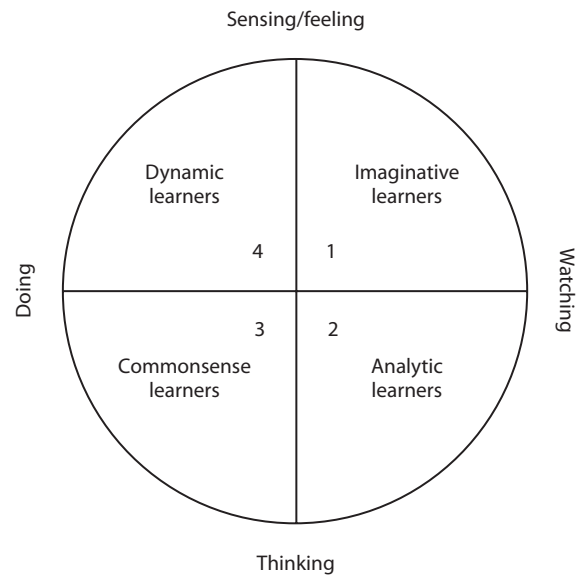 Sensing/feeling
Dynamic
learners
Imaginative
learners
4
1
Doing
Watching
3
2
Commonsense
learners
Analytic
learners
Thinking